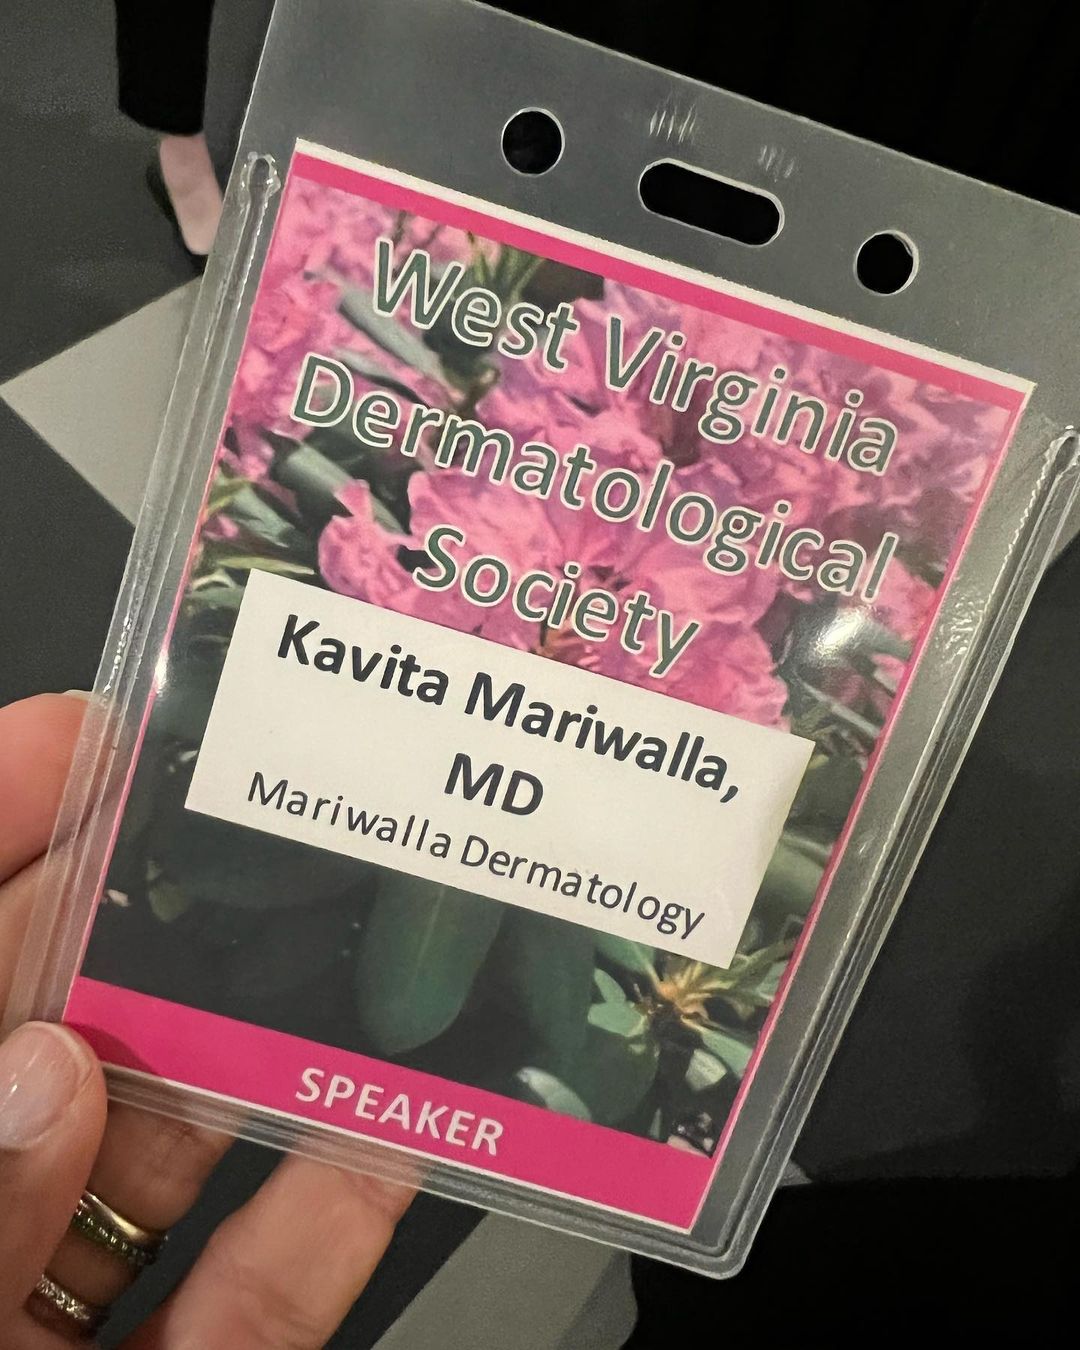 West Virginia
Dermatological
Society
Kavita Mariwalla,
MD
Mariwalla Dermatology
SPEAKER